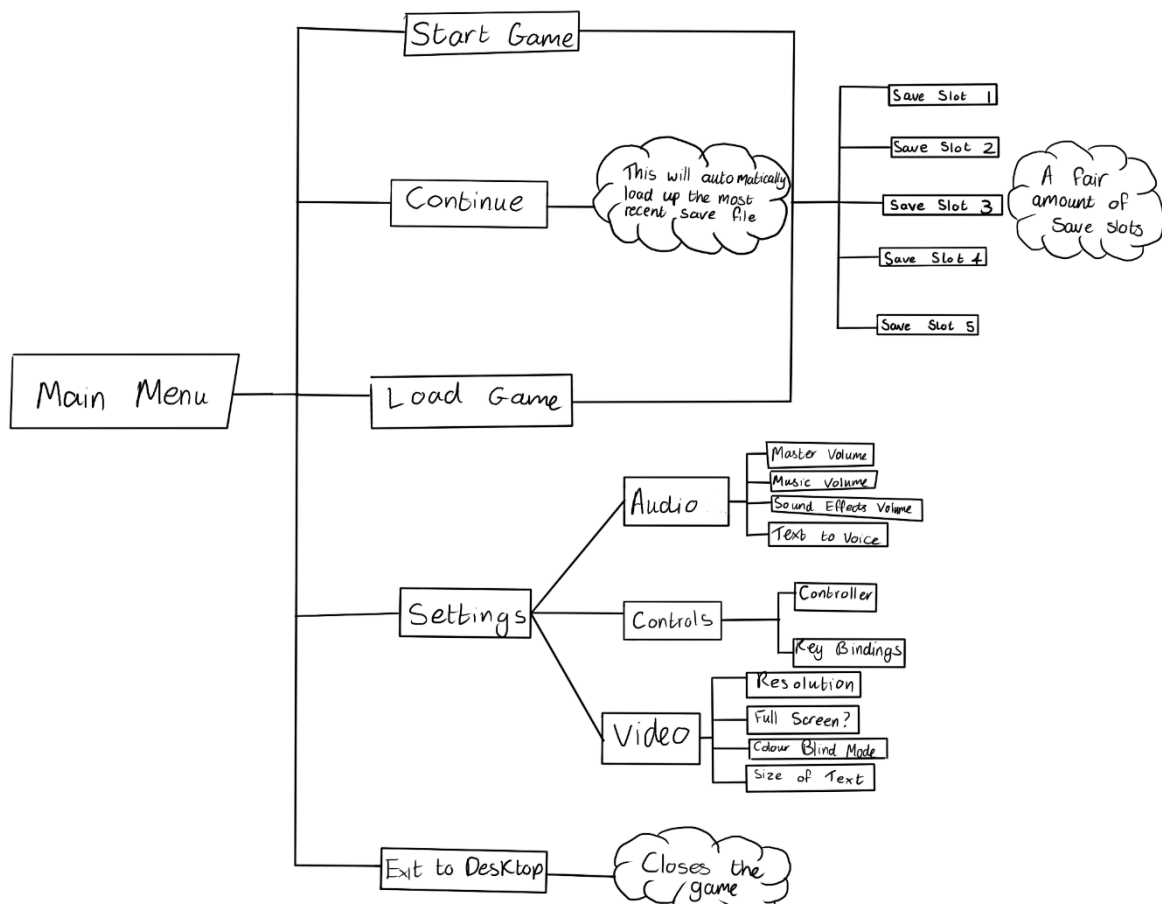 Start Game
Save Slot 1
Save Slot 2
Continue
This will automatically
load up the most
recent save file
Save Slot 3
A fair
amount of
Save slots
Save Slot 4
Save Slot 5
Main Menu
Load Game
Audio
Master Volume
Music Volume
Sound Effects Volume
Text to Voice
Settings
Controls
Controller
Key Bindings
Video
Resolution
Full Screen?
Colour Blind Mode
Size of Text
Exit to Desktop
Closes the
game